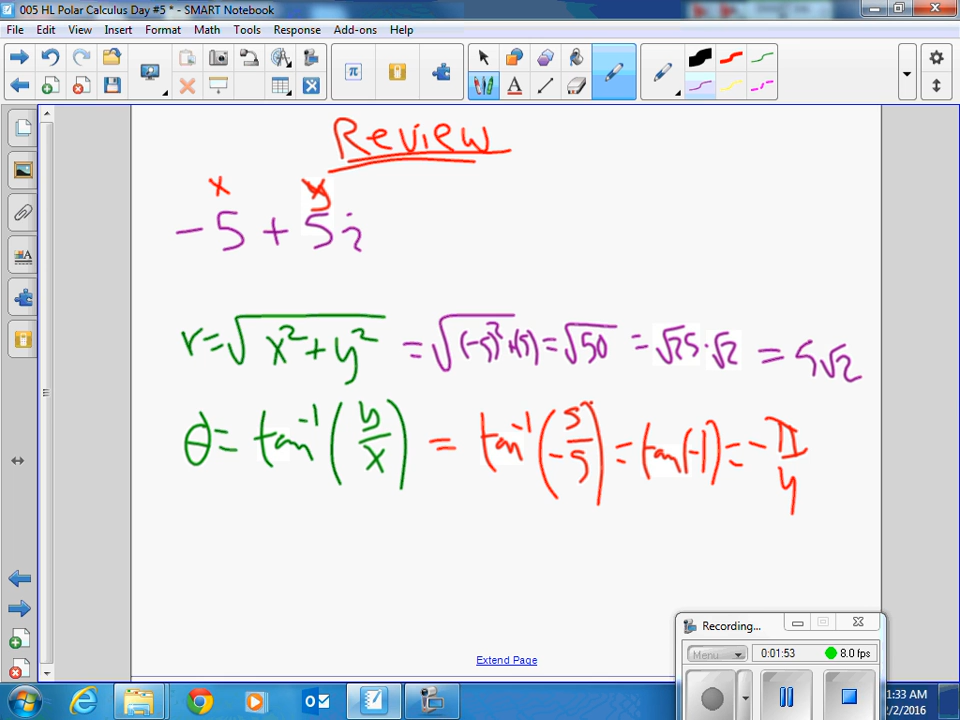 005 HL Polar Calculus Day #5 * - SMART Notebook
File Edit View Insert Format Math Tools Response Add-ons Help
Review
x y
-5 + 5i
r = √(x²+y²) = √((-5)²+(5)) = √50 = √25·√2 = 5√2
θ = tan⁻¹(y/x) = tan⁻¹(5/-5) = tan(-1) = -π/4
Extend Page
Recording...
Menu 0:01:53 8.0 fps
1:33 AM
2/2/2016